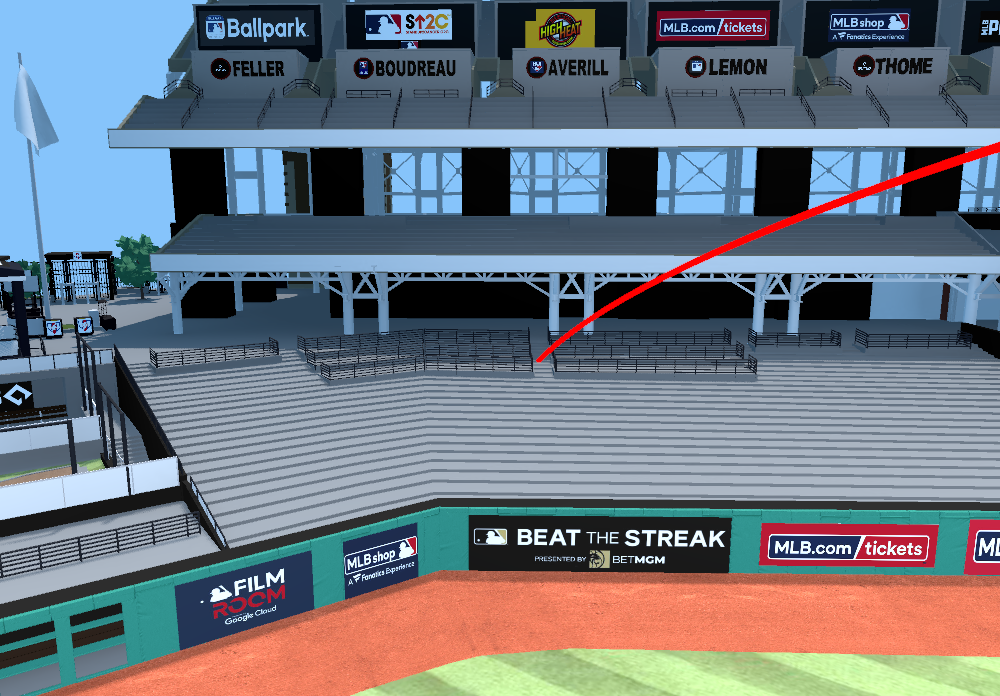 Ballpark.
S↑2C
HIGH HEAT
MLB.com/tickets
MLB shop
A Fanatics Experience
FELLER
BOUDREAU
AVERILL
LEMON
THOME
BEAT THE STREAK
PRESENTED BY BETMGM
MLB.com/tickets
MLB shop
A Fanatics Experience
FILM
ROOM
Google Cloud